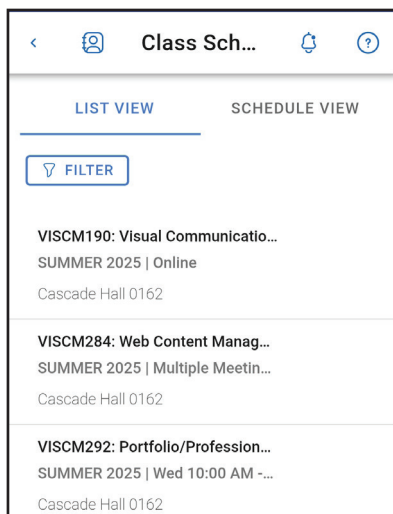 Class Sch...
LIST VIEW
SCHEDULE VIEW
FILTER
VISCM190: Visual Communicatio...
SUMMER 2025 | Online
Cascade Hall 0162
VISCM284: Web Content Manag...
SUMMER 2025 | Multiple Meetin...
Cascade Hall 0162
VISCM292: Portfolio/Profession...
SUMMER 2025 | Wed 10:00 AM -...
Cascade Hall 0162